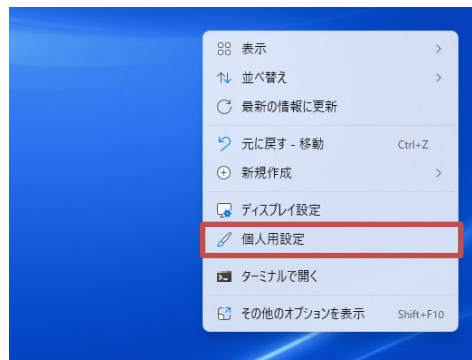 表示
並べ替え
最新の情報に更新
元に戻す - 移動 Ctrl+Z
新規作成
ディスプレイ設定
個人用設定
ターミナルで開く
その他のオプションを表示 Shift+F10